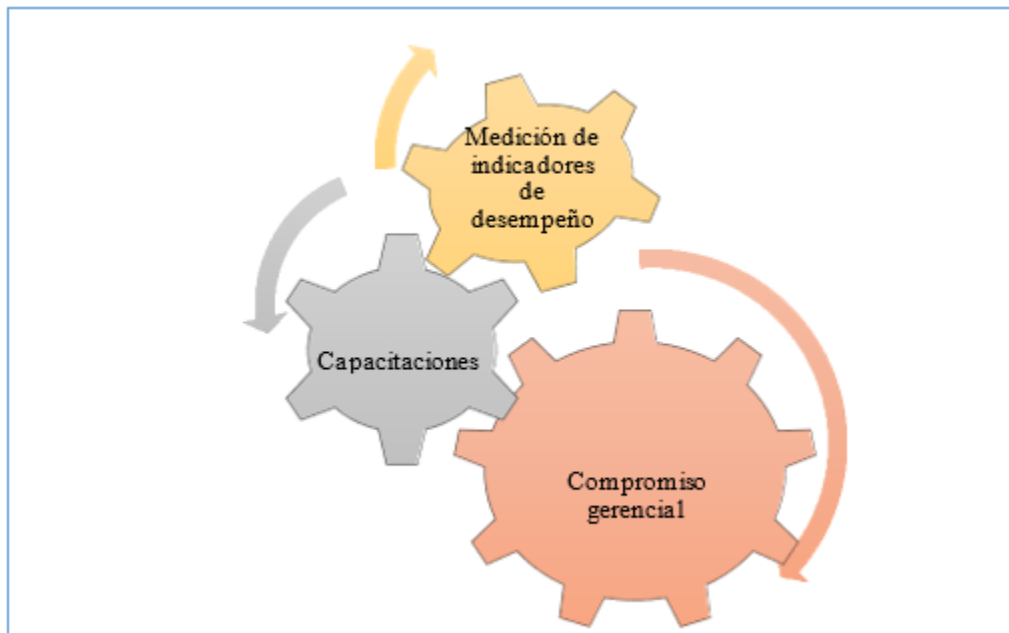 Medición de
indicadores
de
desempeño
Capacitaciones
Compromiso
gerencial